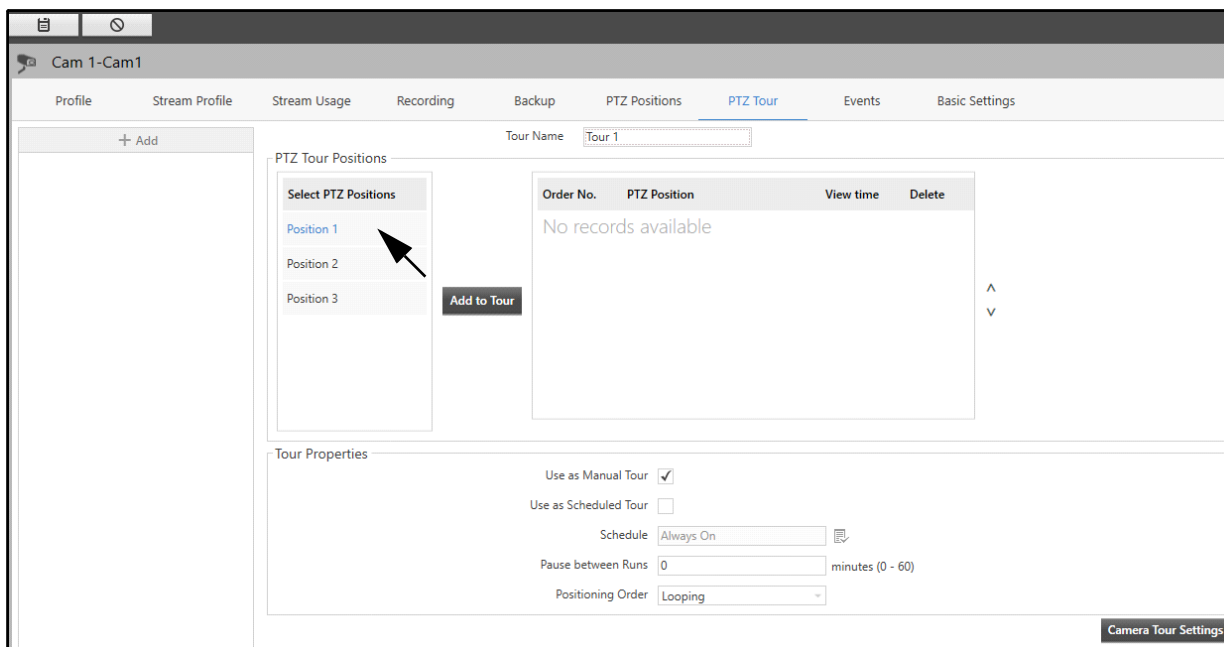 Cam 1-Cam1
Profile Stream Profile Stream Usage Recording Backup PTZ Positions PTZ Tour Events Basic Settings
+ Add
Tour Name Tour 1
PTZ Tour Positions
Select PTZ Positions
Position 1
Position 2
Position 3
Add to Tour
Order No. PTZ Position View time Delete
No records available
Tour Properties
Use as Manual Tour
Use as Scheduled Tour
Schedule Always On
Pause between Runs 0 minutes (0 - 60)
Positioning Order Looping
Camera Tour Settings